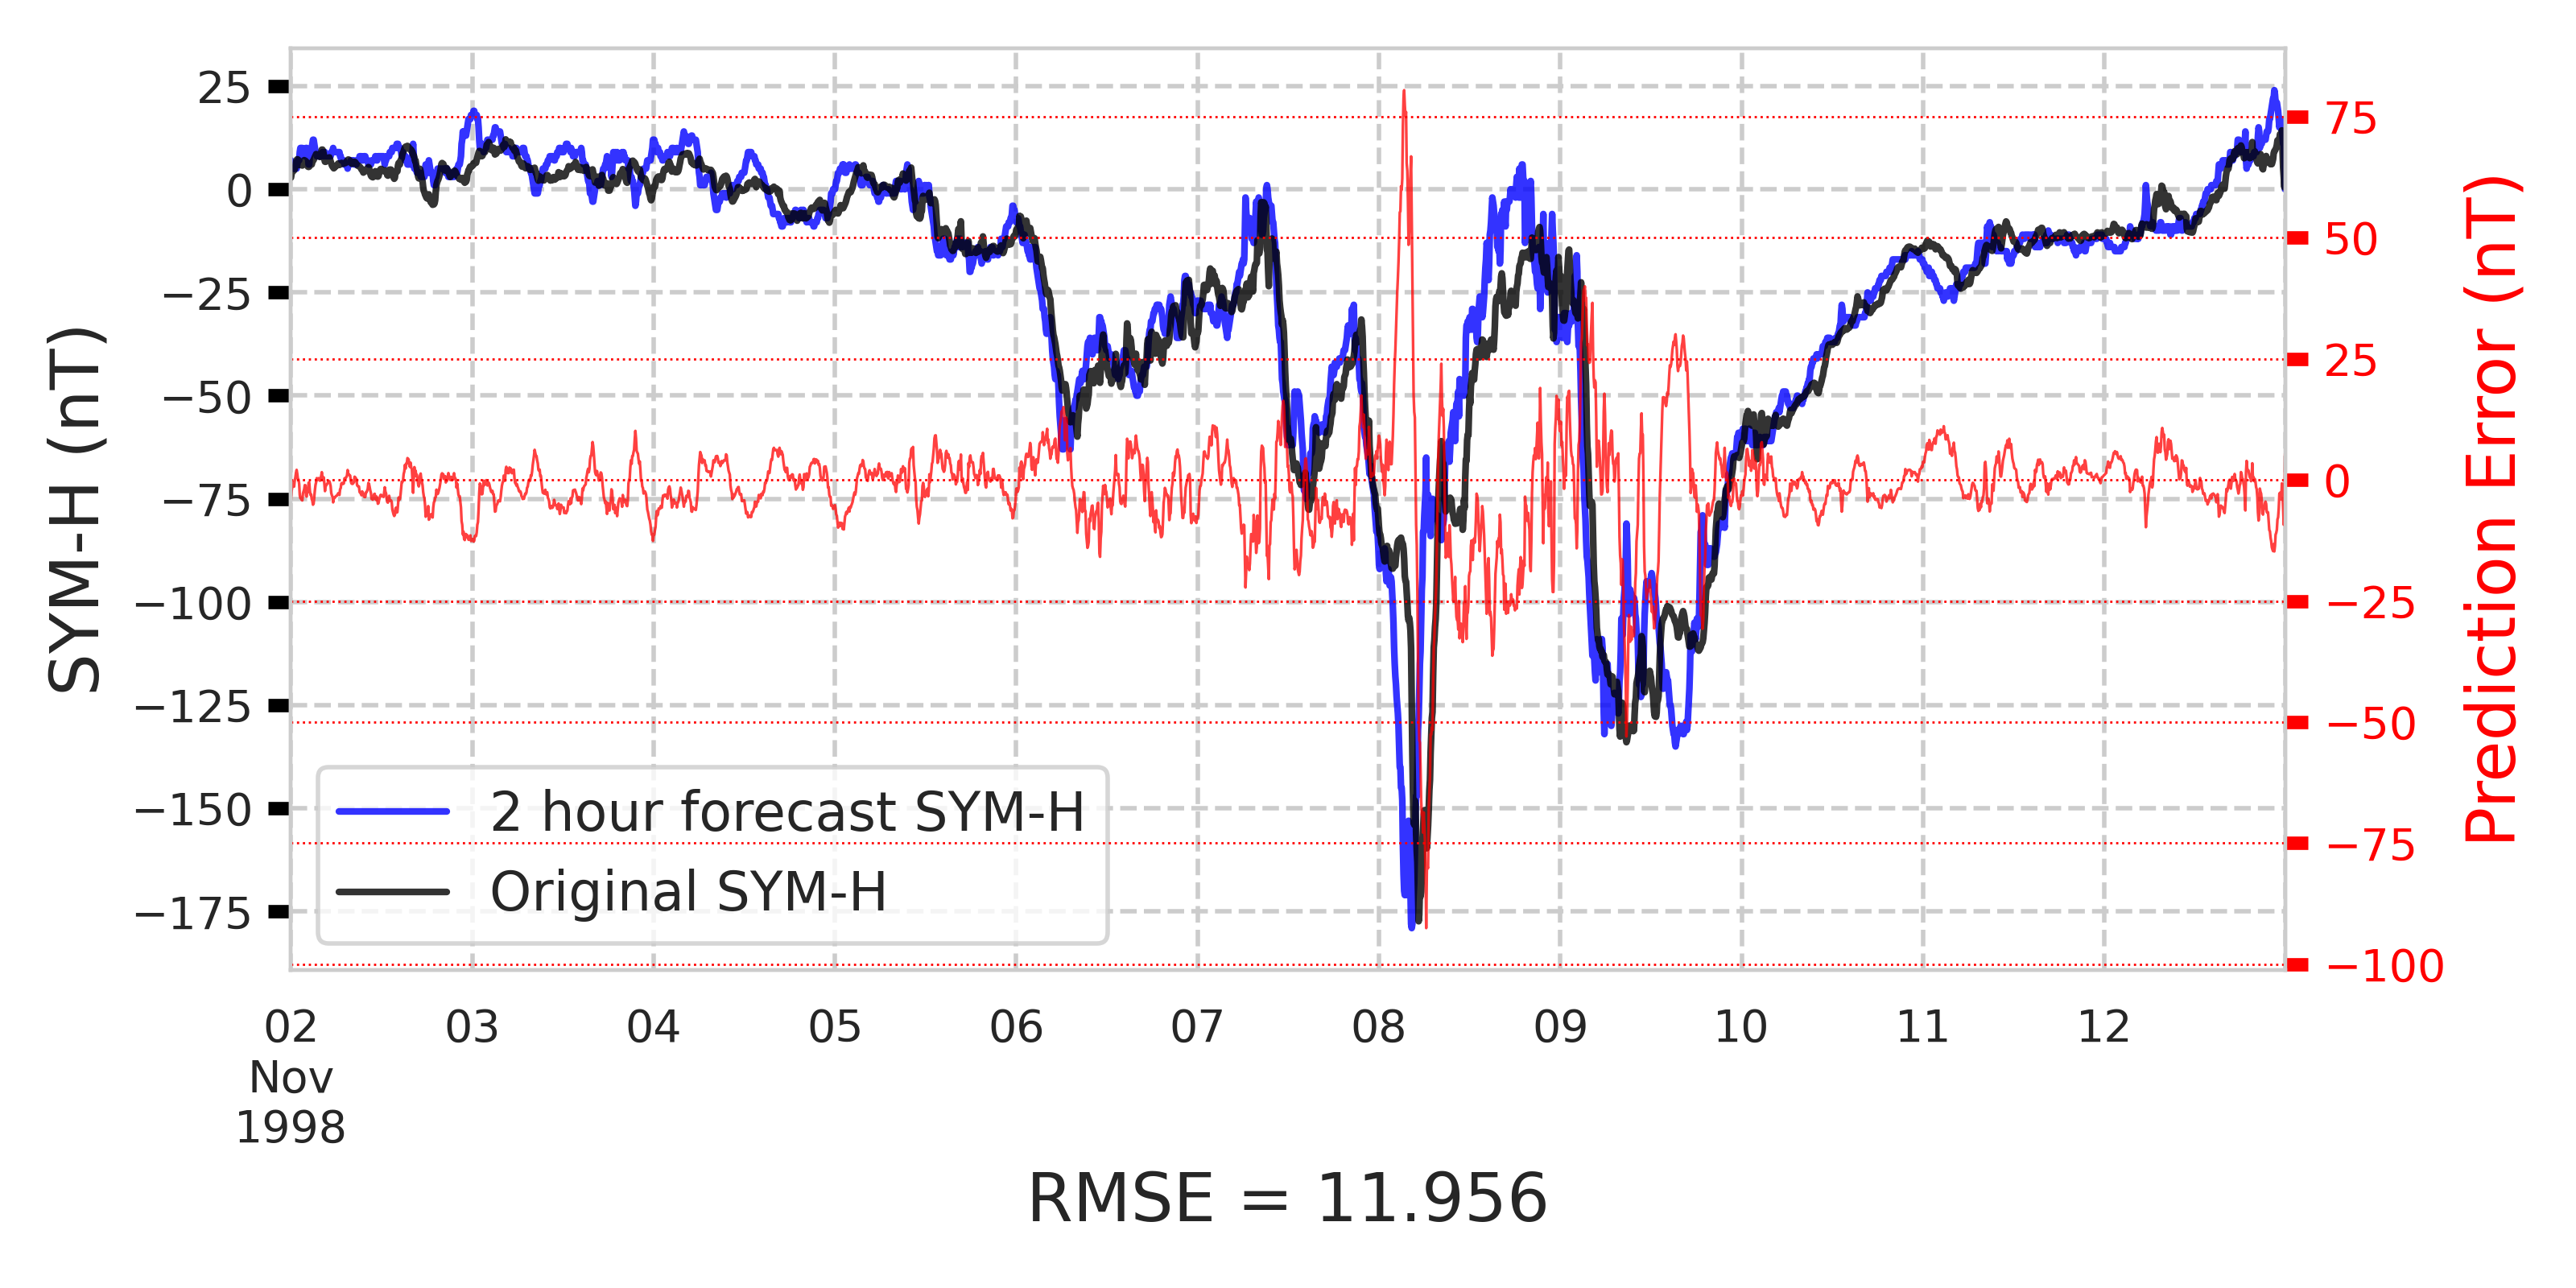 SYM-H (nT)
25
0
−25
−50
−75
−100
−125
−150
−175
2 hour forecast SYM-H
Original SYM-H
75
50
25
0
−25
−50
−75
−100
Prediction Error (nT)
02 03 04 05 06 07 08 09 10 11 12
Nov
1998
RMSE = 11.956